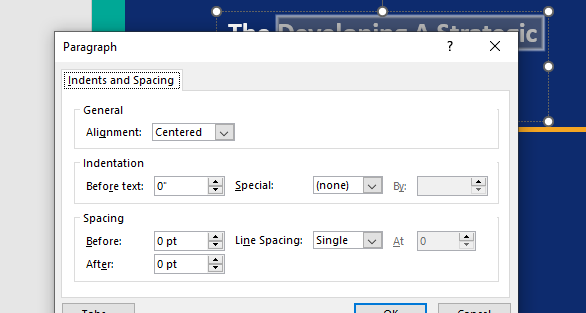 The Developing A Strategic
Paragraph ? ×
Indents and Spacing
General
Alignment: Centered
Indentation
Before text: 0" Special: (none) By:
Spacing
Before: 0 pt Line Spacing: Single At 0
After: 0 pt
Tabs... OK Cancel